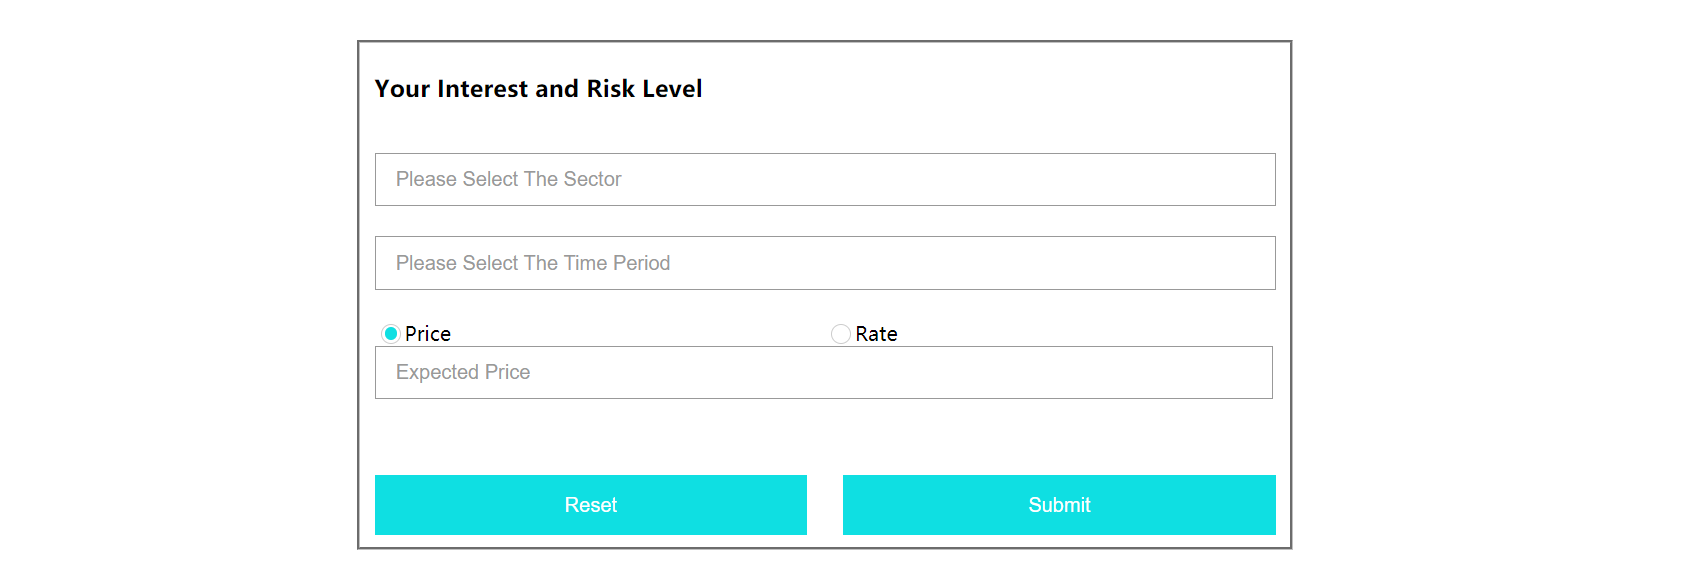 Your Interest and Risk Level
Please Select The Sector
Please Select The Time Period
Price Rate
Expected Price
Reset Submit